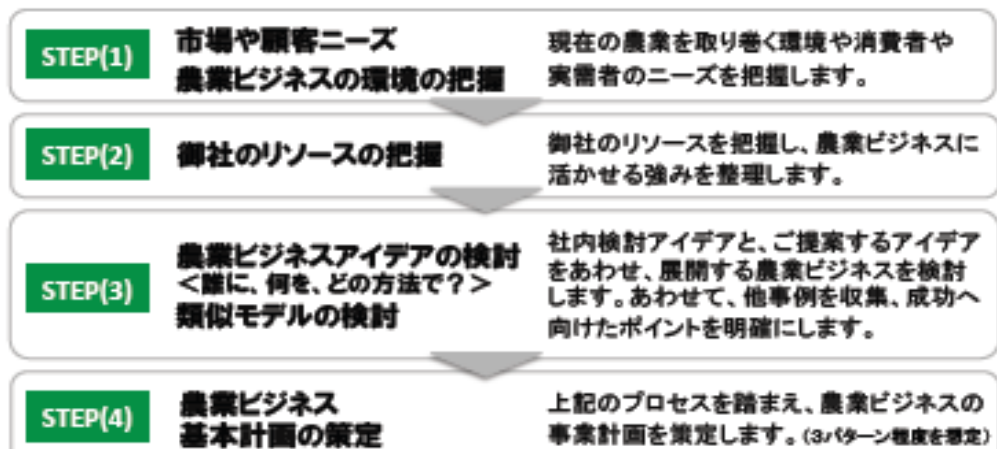 STEP(1)
市場や顧客ニーズ
農業ビジネスの環境の把握
現在の農業を取り巻く環境や消費者や
実需者のニーズを把握します。
STEP(2)
御社のリソースの把握
御社のリソースを把握し、農業ビジネスに
活かせる強みを整理します。
STEP(3)
農業ビジネスアイデアの検討
<誰に、何を、どの方法で？>
類似モデルの検討
社内検討アイデアと、ご提案するアイデア
をあわせ、展開する農業ビジネスを検討
します。あわせて、他事例を収集、成功へ
向けたポイントを明確にします。
STEP(4)
農業ビジネス
基本計画の策定
上記のプロセスを踏まえ、農業ビジネスの
事業計画を策定します。(3パターン程度を想定)